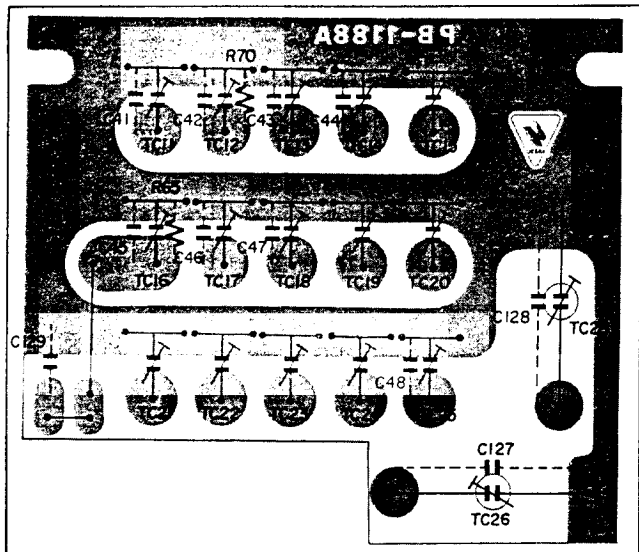 PB-1188A
R70
C41 C42 C43 C44
TC11 TC12
R65
C46 C47
TC16 TC17 TC18 TC19 TC20
C128
C129
C48
TC22
C127
TC26